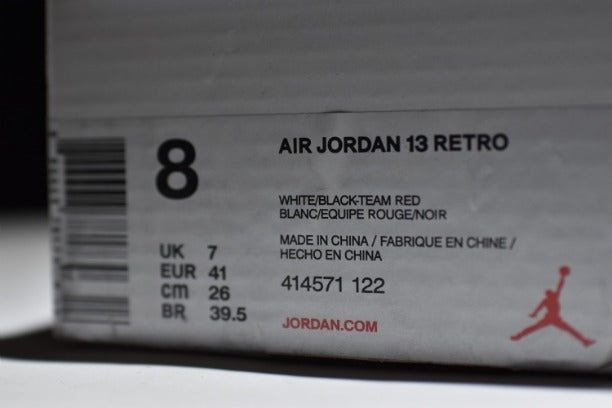 8
AIR JORDAN 13 RETRO
WHITE/BLACK-TEAM RED
BLANC/EQUIPE ROUGE/NOIR
MADE IN CHINA / FABRIQUE EN CHINE /
HECHO EN CHINA
UK 7
EUR 41
cm 26
BR 39.5
414571 122
JORDAN.COM